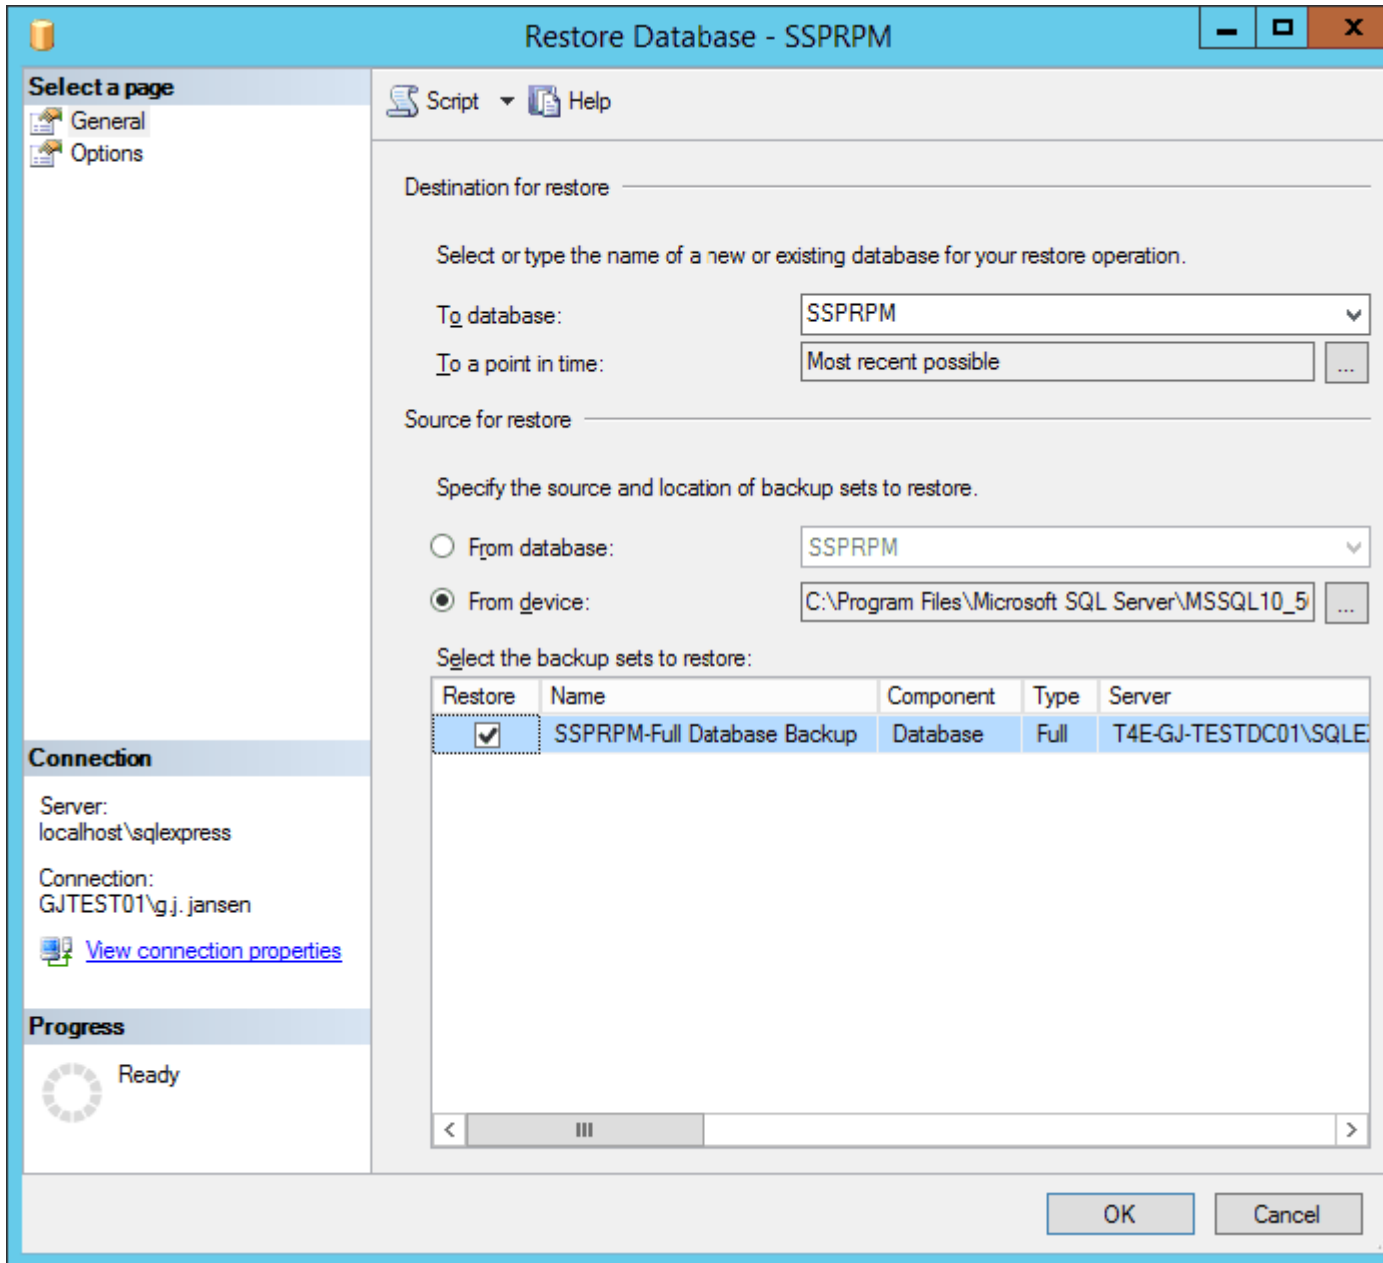 Restore Database - SSPRPM
Select a page
General
Options
Script
Help
Destination for restore
Select or type the name of a new or existing database for your restore operation.
To database:
SSPRPM
To a point in time:
Most recent possible
...
Source for restore
Specify the source and location of backup sets to restore.
From database:
SSPRPM
From device:
C:\Program Files\Microsoft SQL Server\MSSQL10_5
...
Select the backup sets to restore:
Restore Name Component Type Server
SSPRPM-Full Database Backup Database Full T4E-GJ-TESTDC01\SQLE
Connection
Server:
localhost\sqlexpress
Connection:
GJTEST01\g.j. jansen
View connection properties
Progress
Ready
OK
Cancel